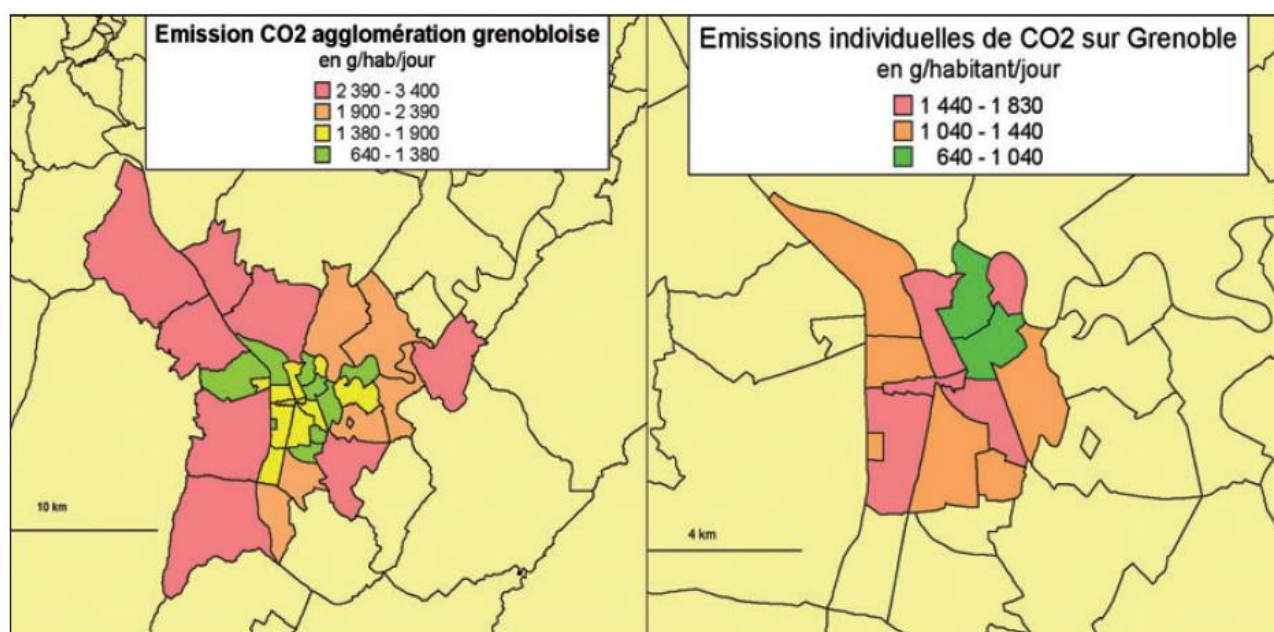 Emission CO2 agglomération grenobloise
en g/hab/jour
2 390 - 3 400
1 900 - 2 390
1 380 - 1 900
640 - 1 380
10 km
Emissions individuelles de CO2 sur Grenoble
en g/habitant/jour
1 440 - 1 830
1 040 - 1 440
640 - 1 040
4 km